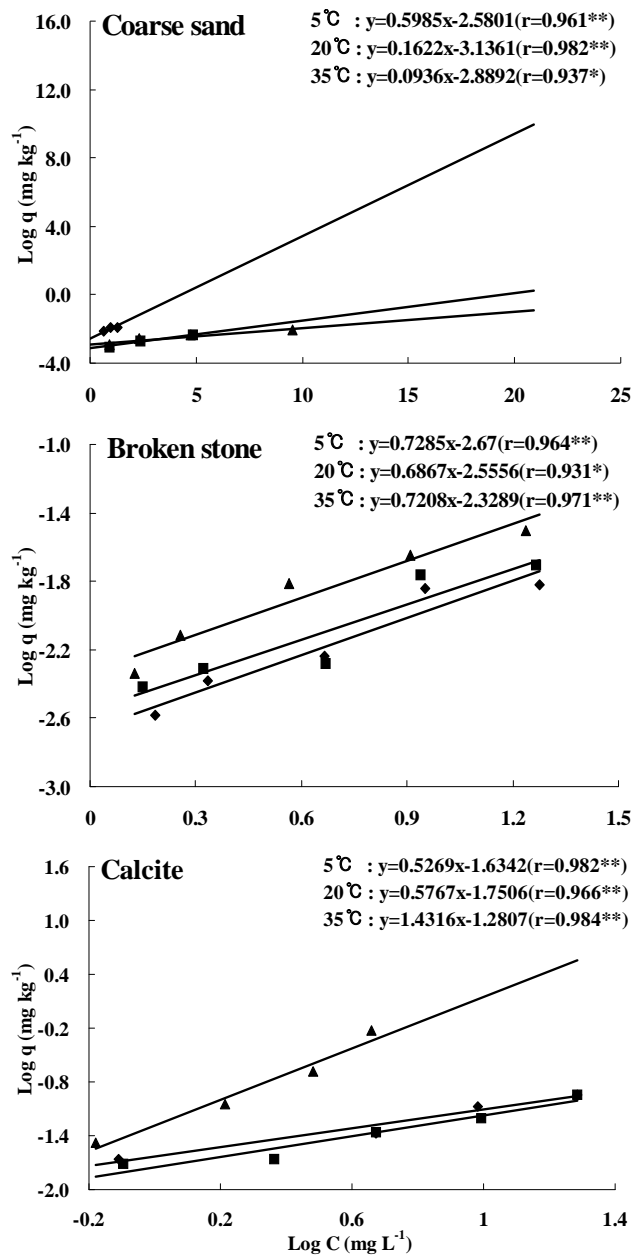 Coarse sand
5℃ : y=0.5985x-2.5801(r=0.961**)
20℃ : y=0.1622x-3.1361(r=0.982**)
35℃ : y=0.0936x-2.8892(r=0.937*)
16.0
12.0
8.0
4.0
0.0
-4.0
Log q (mg kg⁻¹)
0 5 10 15 20 25
Broken stone
5℃ : y=0.7285x-2.67(r=0.964**)
20℃ : y=0.6867x-2.5556(r=0.931*)
35℃ : y=0.7208x-2.3289(r=0.971**)
-1.0
-1.4
-1.8
-2.2
-2.6
-3.0
Log q (mg kg⁻¹)
0 0.3 0.6 0.9 1.2 1.5
Calcite
5℃ : y=0.5269x-1.6342(r=0.982**)
20℃ : y=0.5767x-1.7506(r=0.966**)
35℃ : y=1.4316x-1.2807(r=0.984**)
1.6
1.0
0.4
-0.2
-0.8
-1.4
-2.0
Log q (mg kg⁻¹)
-0.2 0.2 0.6 1 1.4
Log C (mg L⁻¹)